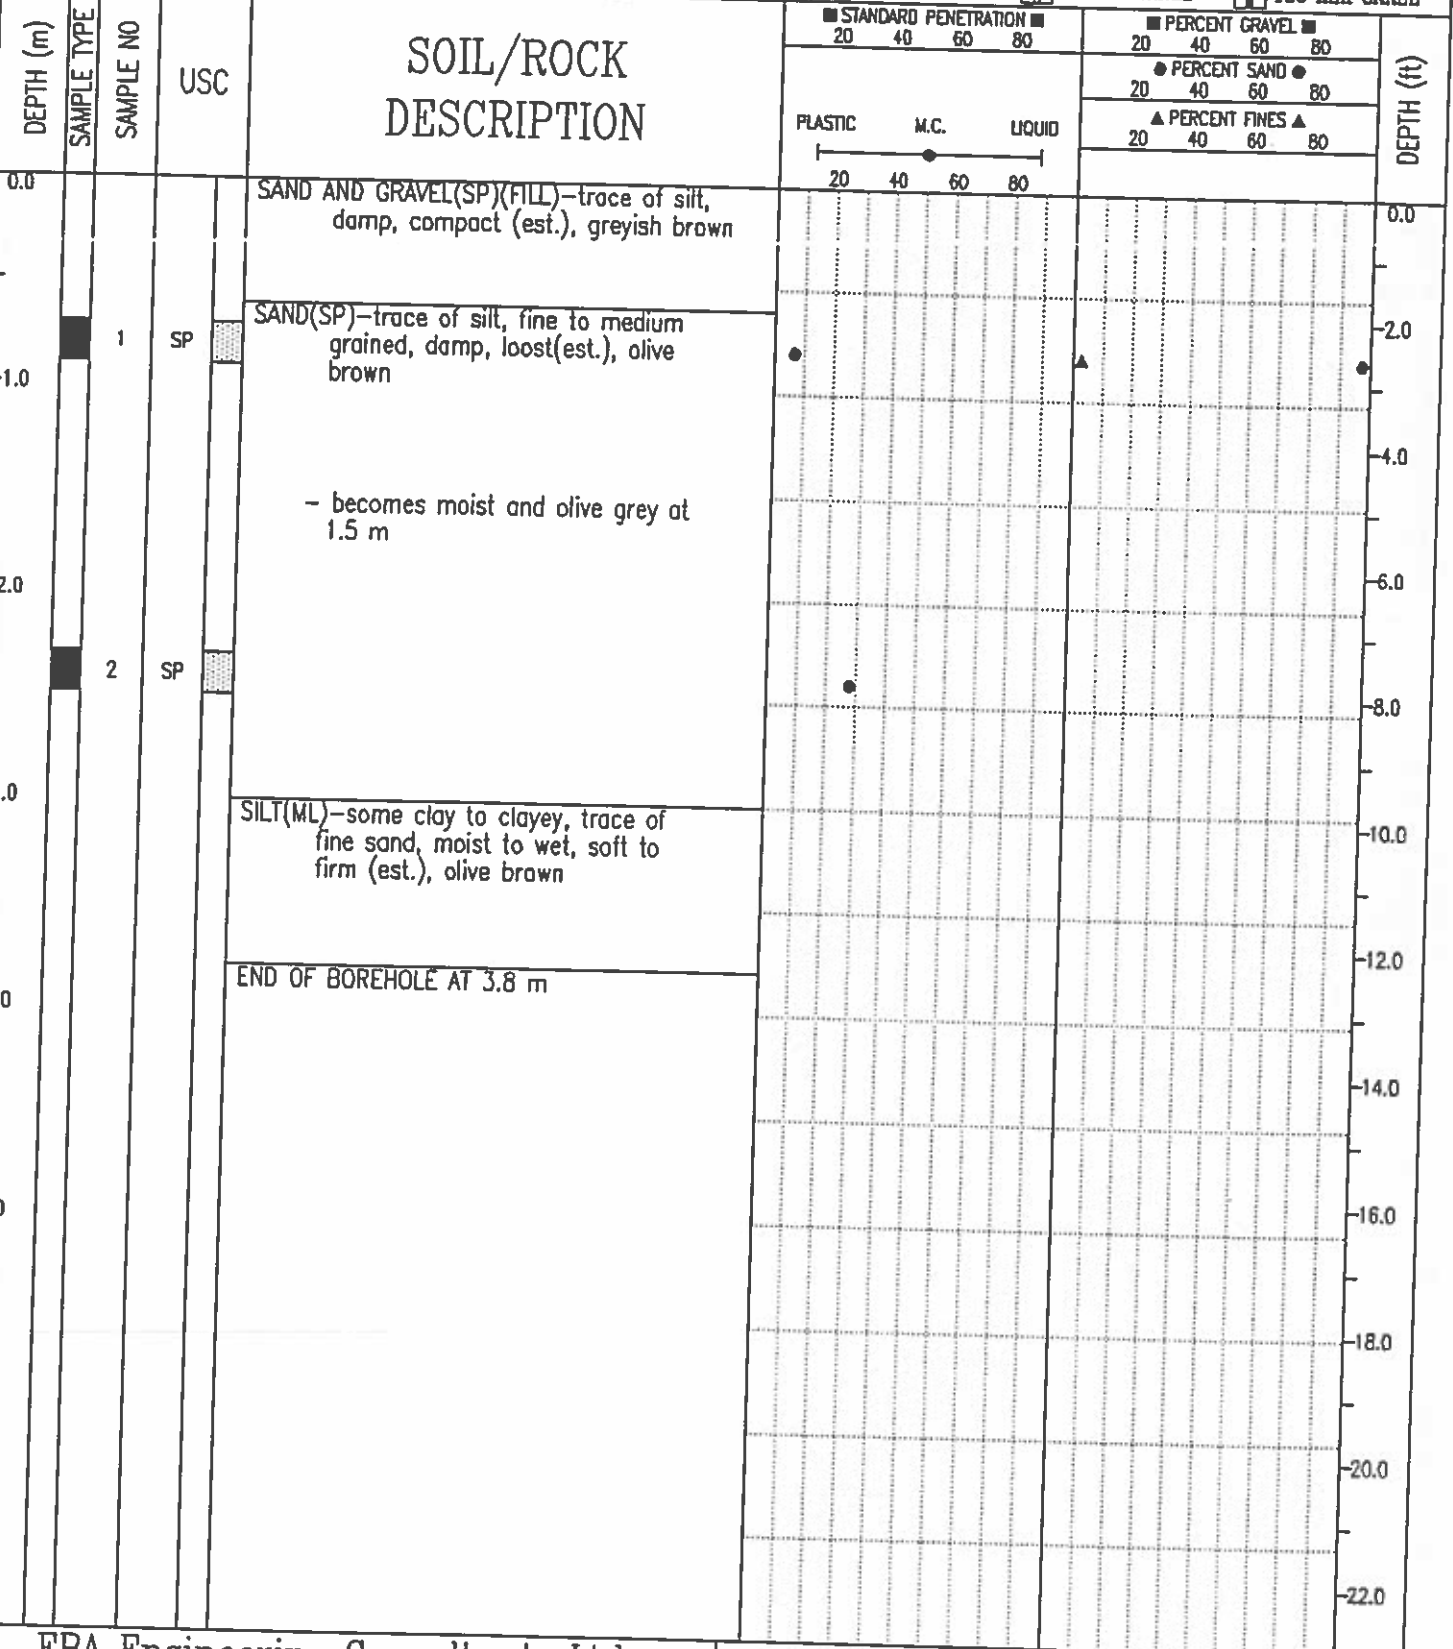 STANDARD PENETRATION
20 40 60 80
PERCENT GRAVEL
20 40 60 80
PERCENT SAND
20 40 60 80
PERCENT FINES
20 40 60 80
DEPTH (m)
SAMPLE TYPE
SAMPLE NO
USC
SOIL/ROCK
DESCRIPTION
PLASTIC M.C. LIQUID
20 40 60 80
DEPTH (ft)
0.0
SAND AND GRAVEL(SP)(FILL)-trace of silt,
damp, compact (est.), greyish brown
0.0
SAND(SP)-trace of silt, fine to medium
grained, damp, loost(est.), olive
brown
1 SP
2.0
1.0
4.0
- becomes moist and olive grey at
1.5 m
2.0
6.0
2 SP
8.0
.0
SILT(ML)-some clay to clayey, trace of
fine sand, moist to wet, soft to
firm (est.), olive brown
10.0
12.0
END OF BOREHOLE AT 3.8 m
0
14.0
16.0
18.0
20.0
22.0